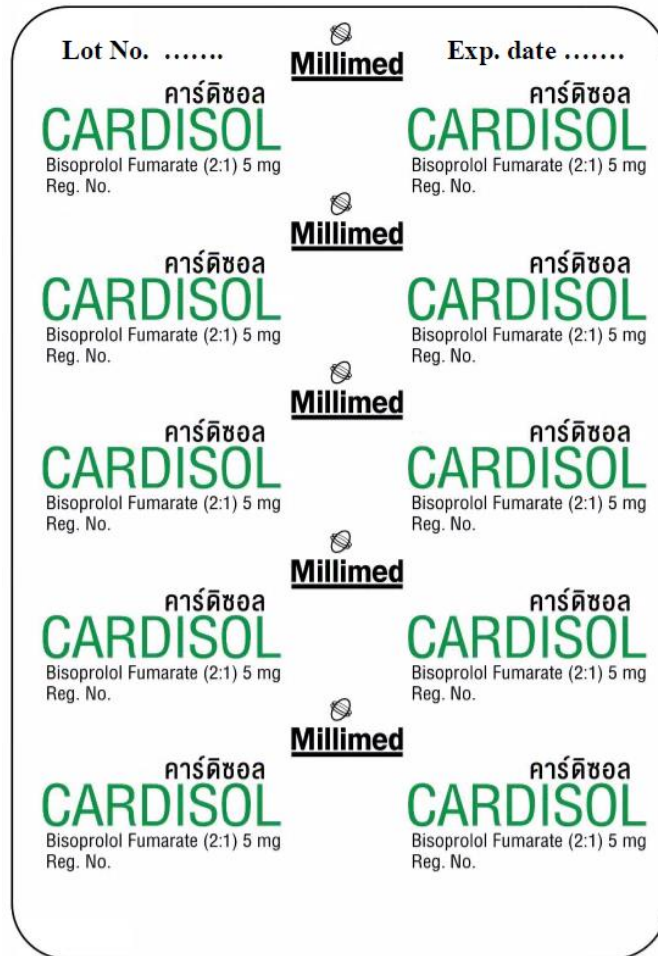 Lot No. ……. Exp. date …….
Millimed
คาร์ดิซอล คาร์ดิซอล
CARDISOL CARDISOL
Bisoprolol Fumarate (2:1) 5 mg Bisoprolol Fumarate (2:1) 5 mg
Reg. No. Reg. No.
Millimed
คาร์ดิซอล คาร์ดิซอล
CARDISOL CARDISOL
Bisoprolol Fumarate (2:1) 5 mg Bisoprolol Fumarate (2:1) 5 mg
Reg. No. Reg. No.
Millimed
คาร์ดิซอล คาร์ดิซอล
CARDISOL CARDISOL
Bisoprolol Fumarate (2:1) 5 mg Bisoprolol Fumarate (2:1) 5 mg
Reg. No. Reg. No.
Millimed
คาร์ดิซอล คาร์ดิซอล
CARDISOL CARDISOL
Bisoprolol Fumarate (2:1) 5 mg Bisoprolol Fumarate (2:1) 5 mg
Reg. No. Reg. No.
Millimed
คาร์ดิซอล คาร์ดิซอล
CARDISOL CARDISOL
Bisoprolol Fumarate (2:1) 5 mg Bisoprolol Fumarate (2:1) 5 mg
Reg. No. Reg. No.